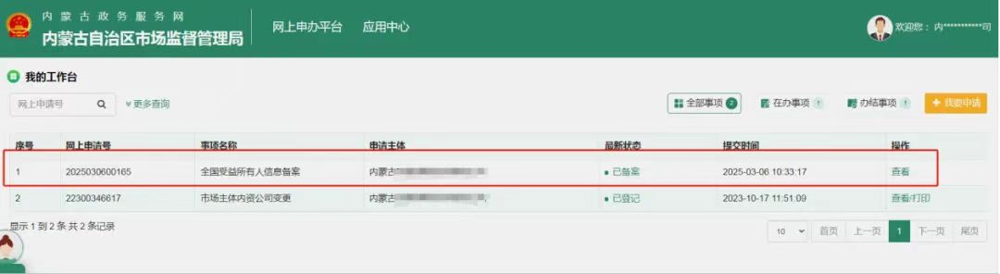 内蒙古政务服务网
内蒙古自治区市场监督管理局
网上申办平台 应用中心
欢迎您： 内***********司
我的工作台
网上申请号 更多查询
全部事项 2 在办事项 1 办结事项 1 + 我要申请
序号 网上申请号 事项名称 申请主体 最新状态 提交时间 操作
1 2025030600165 全国受益所有人信息备案 内蒙古 已备案 2025-03-06 10:33:17 查看
2 22300346617 市场主体内资公司变更 内蒙古 已登记 2023-10-17 11:51:09 查看/打印
显示 1 到 2 条 共 2 条记录
10 首页 上一页 1 下一页 尾页